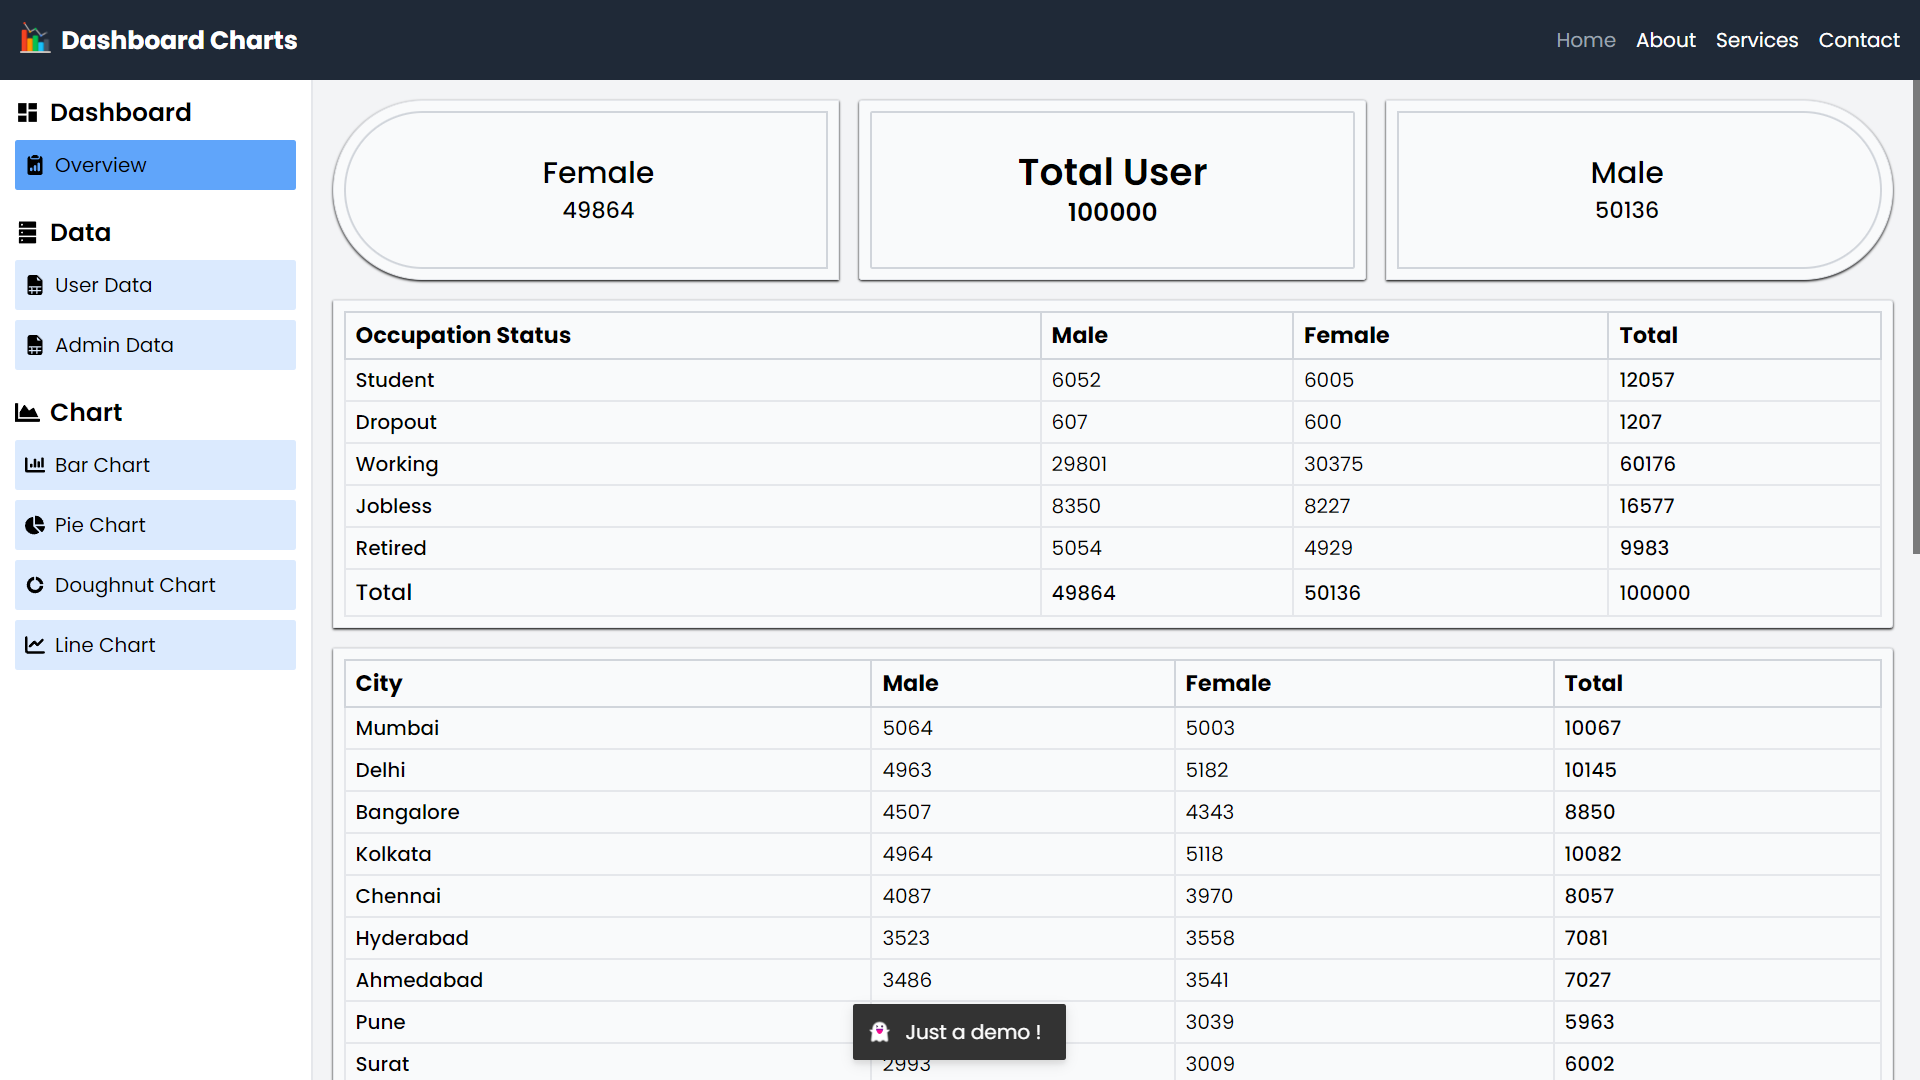 Dashboard Charts
Home About Services Contact
Dashboard
Overview
Data
User Data
Admin Data
Chart
Bar Chart
Pie Chart
Doughnut Chart
Line Chart
Female
49864
Total User
100000
Male
50136
Occupation Status Male Female Total
Student 6052 6005 12057
Dropout 607 600 1207
Working 29801 30375 60176
Jobless 8350 8227 16577
Retired 5054 4929 9983
Total 49864 50136 100000
City Male Female Total
Mumbai 5064 5003 10067
Delhi 4963 5182 10145
Bangalore 4507 4343 8850
Kolkata 4964 5118 10082
Chennai 4087 3970 8057
Hyderabad 3523 3558 7081
Ahmedabad 3486 3541 7027
Pune 3039 5963
Surat 2993 3009 6002
Just a demo !